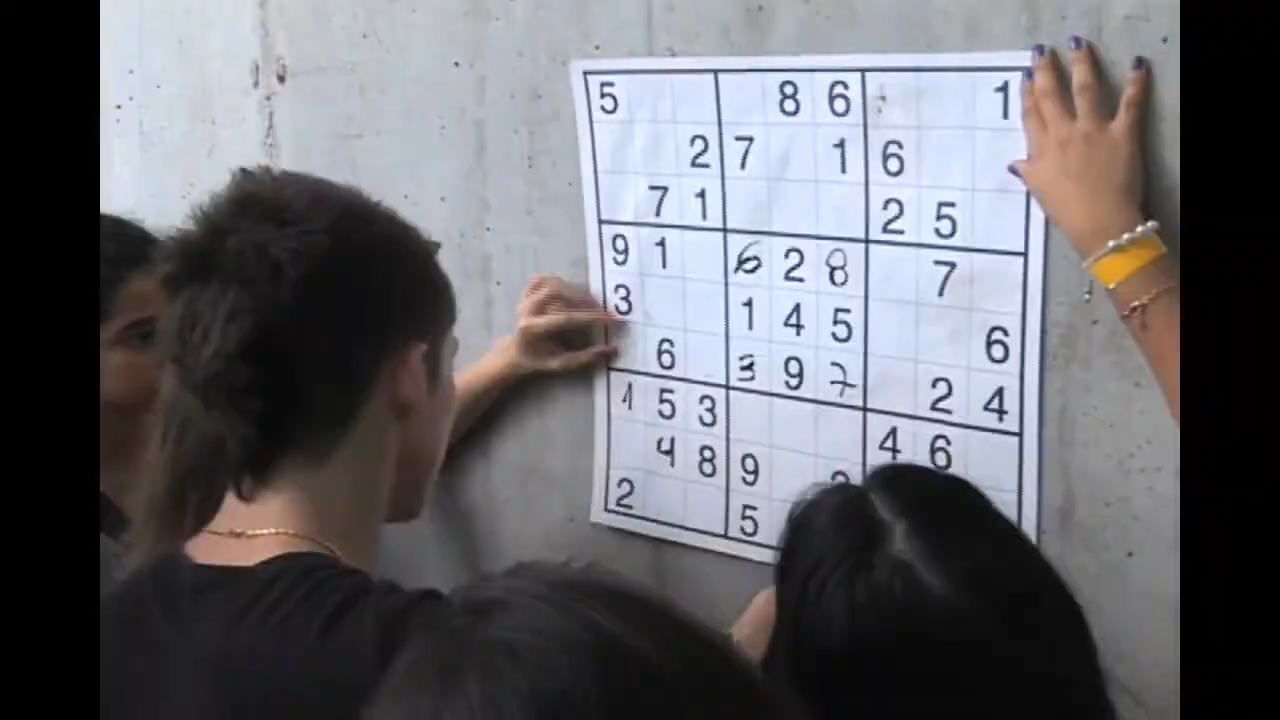 5 8 6 1
2 7 1 6
7 1 2 5
9 1 6 2 8 7
3 1 4 5 6
6 3 9 7 2 4
1 5 3 4 6
4 8 9
2 5